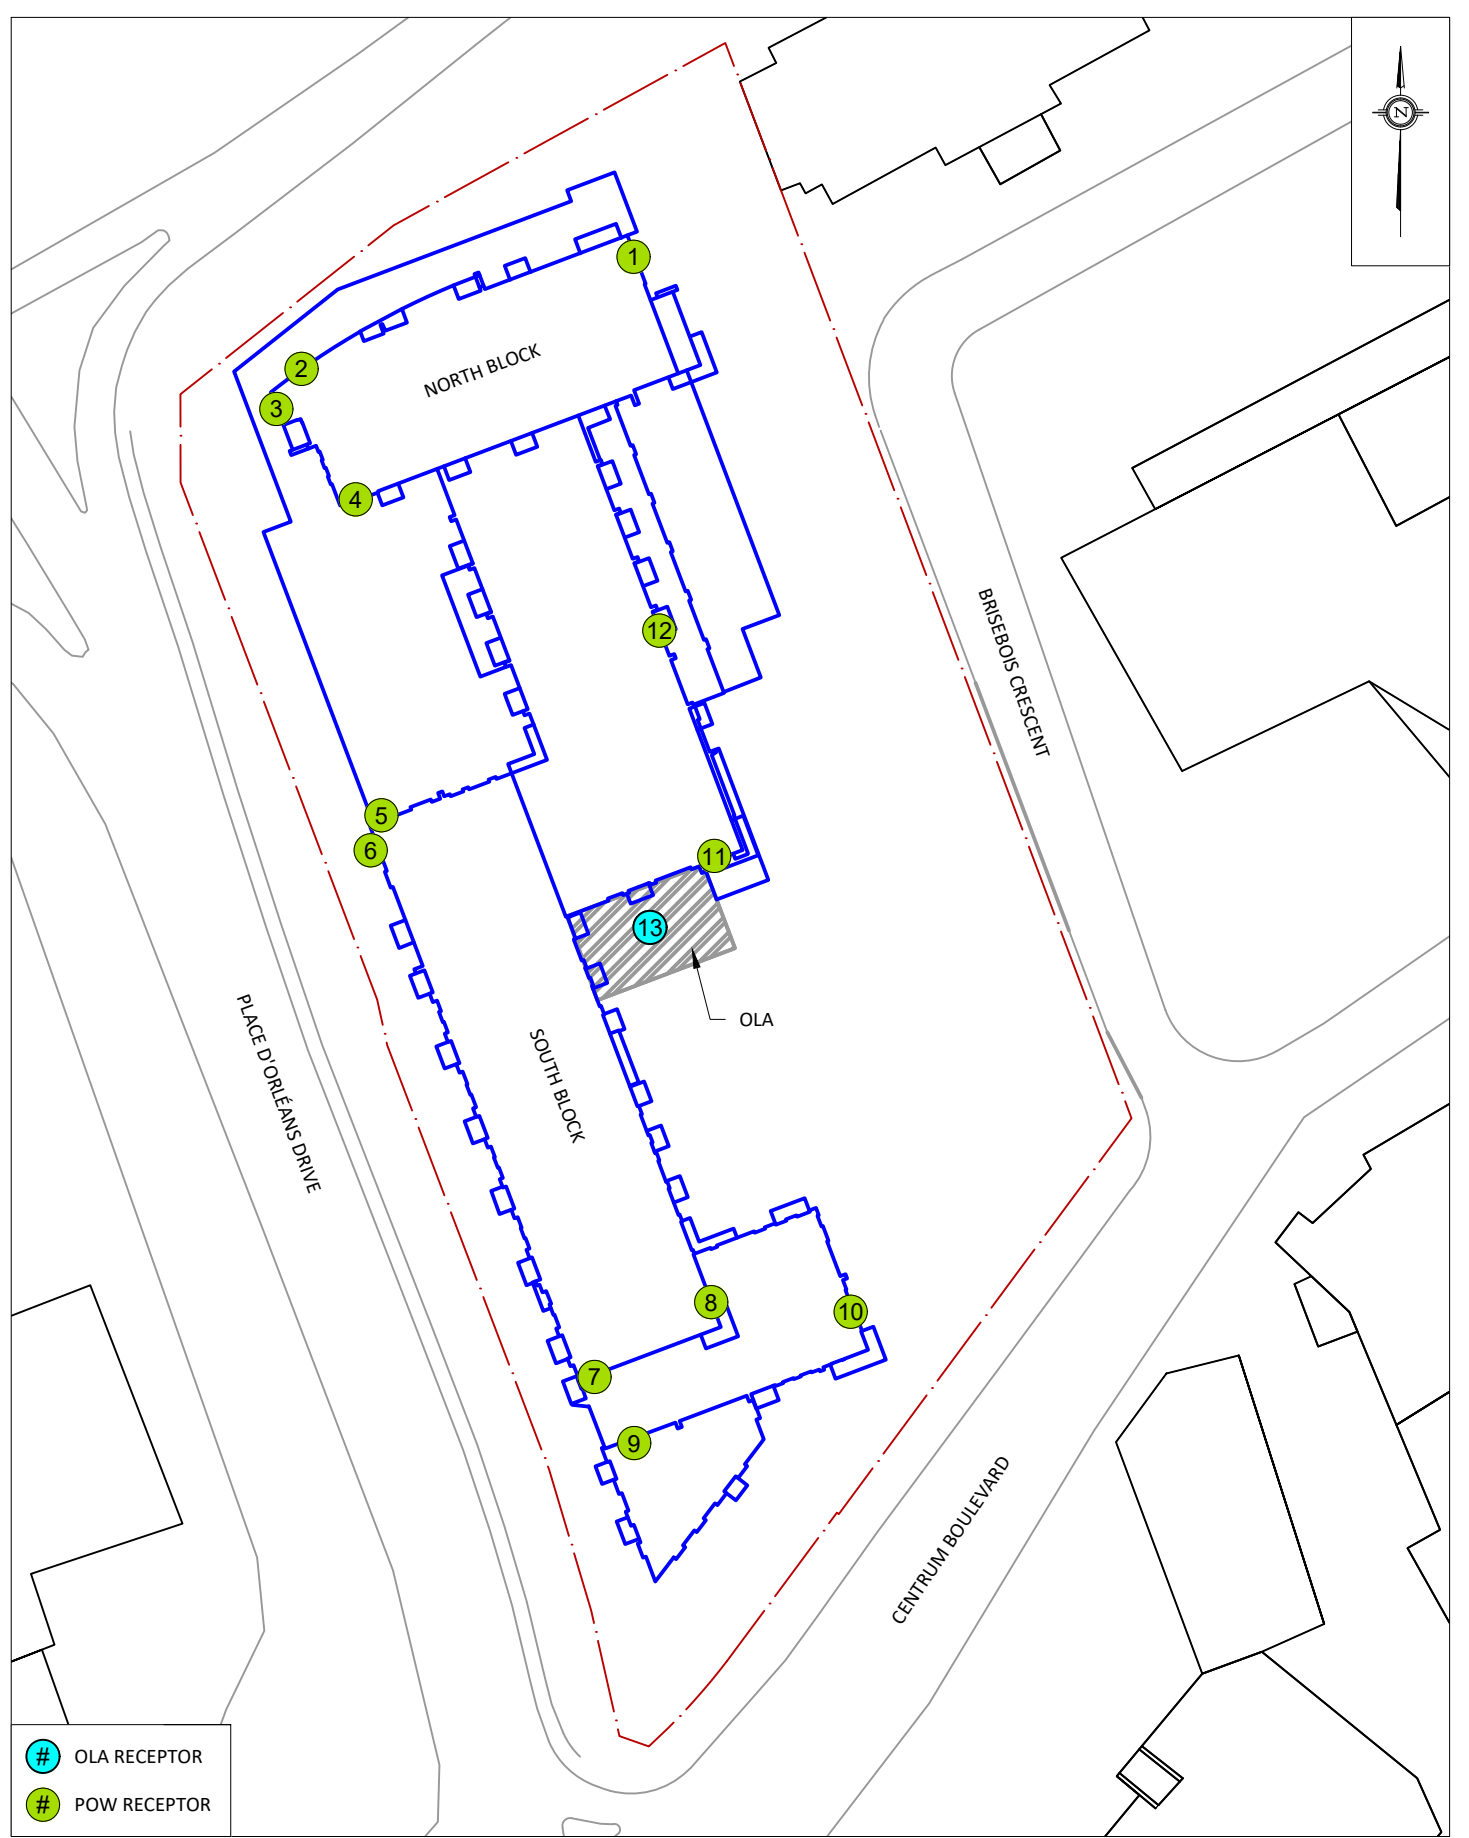 N
1
2
NORTH BLOCK
3
4
12
BRISEBOIS CRESCENT
5
6
11
13
OLA
PLACE D'ORLÉANS DRIVE
SOUTH BLOCK
8
10
7
9
CENTRUM BOULEVARD
# OLA RECEPTOR
# POW RECEPTOR